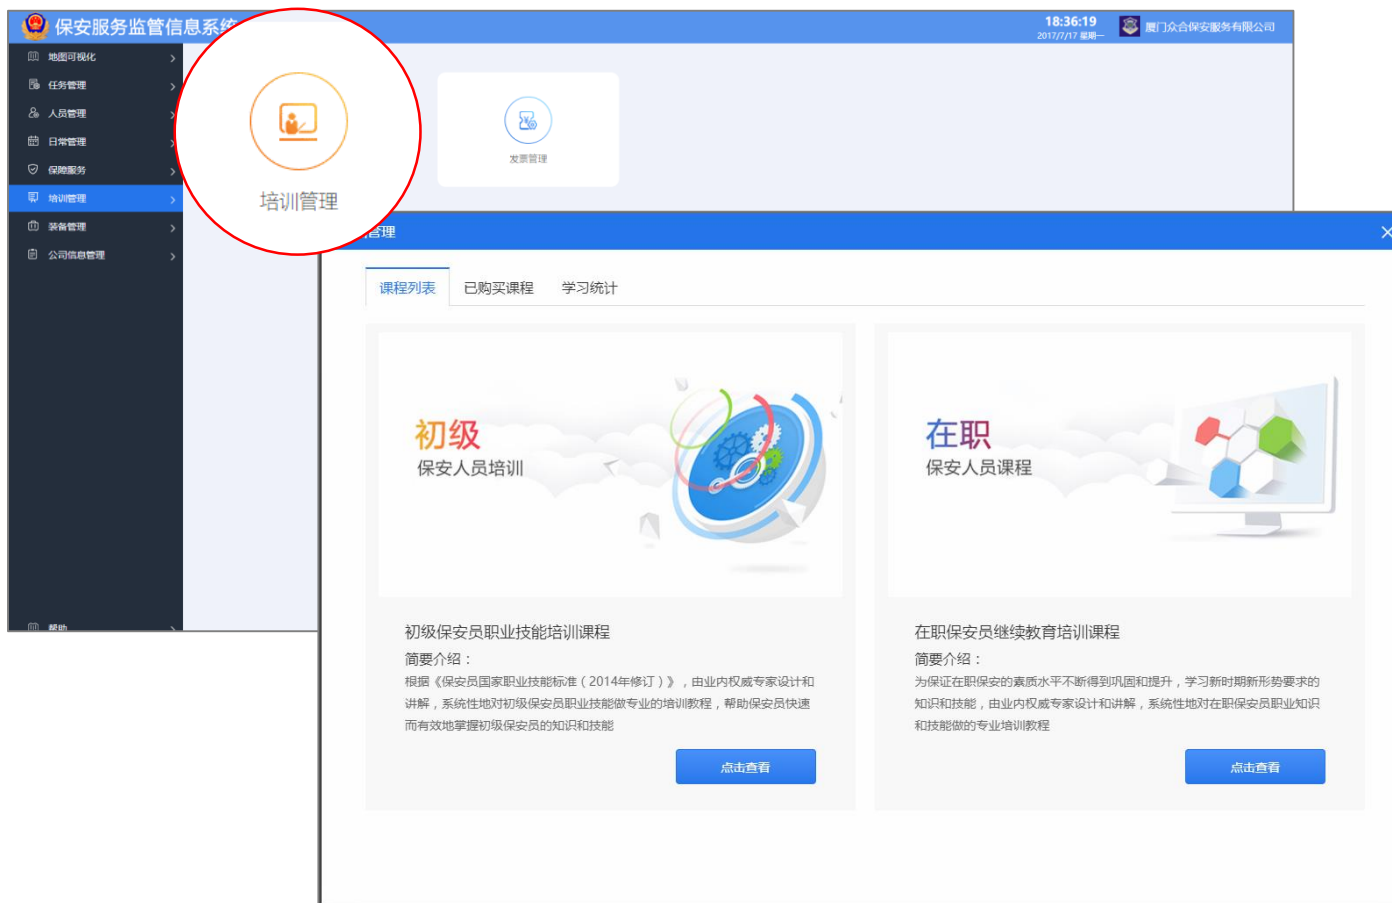 保安服务监管信息系统
18:36:19
2017/7/17 星期一
厦门众合保安服务有限公司
地图可视化
任务管理
人员管理
日常管理
保障服务
培训管理
装备管理
公司信息管理
帮助
培训管理
发票管理
管理
课程列表
已购买课程
学习统计
初级
保安人员培训
初级保安员职业技能培训课程
简要介绍：
根据《保安员国家职业技能标准（2014年修订）》，由业内权威专家设计和
讲解，系统性地对初级保安员职业技能做专业的培训教程，帮助保安员快速
而有效地掌握初级保安员的知识和技能
点击查看
在职
保安人员课程
在职保安员继续教育培训课程
简要介绍：
为保证在职保安的素质水平不断得到巩固和提升，学习新时期新形势要求的
知识和技能，由业内权威专家设计和讲解，系统性地对在职保安员职业知识
和技能做的专业培训教程
点击查看